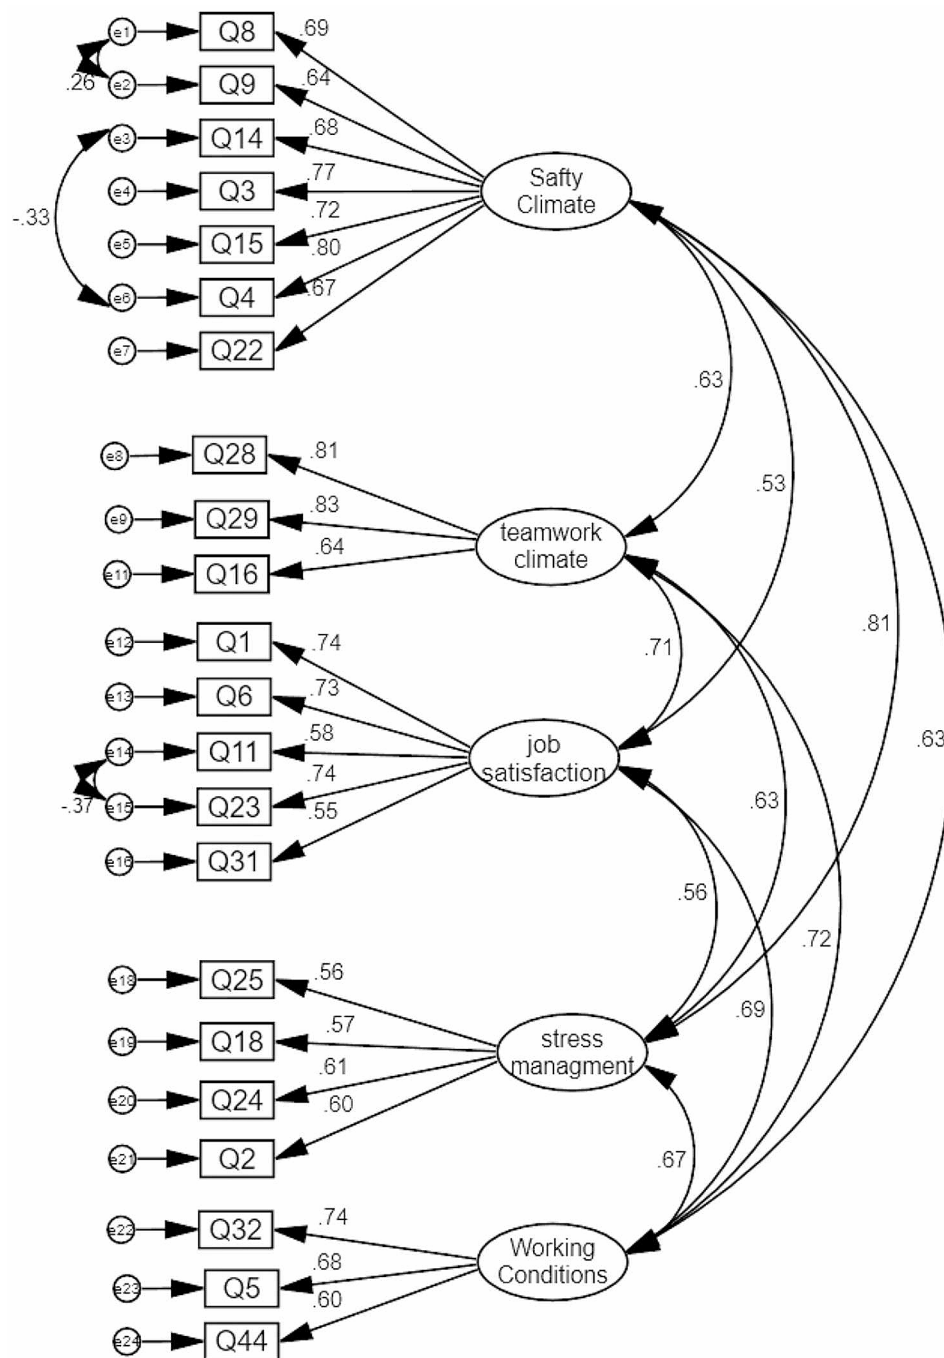 e1 Q8 .69
.26 e2 Q9 .64
e3 Q14 .68
e4 Q3 .77
Safty
Climate
-.33
e5 Q15 .72
e6 Q4 .80
e7 Q22 .67
.63
.53
.81
.63
e8 Q28 .81
e9 Q29 .83
e11 Q16 .64
teamwork
climate
.71
.63
.72
e12 Q1 .74
e13 Q6 .73
e14 Q11 .58
-.37
e15 Q23 .74
e16 Q31 .55
job
satisfaction
.56
.69
e18 Q25 .56
e19 Q18 .57
e20 Q24 .61
e21 Q2 .60
stress
managment
.67
e22 Q32 .74
e23 Q5 .68
e24 Q44 .60
Working
Conditions